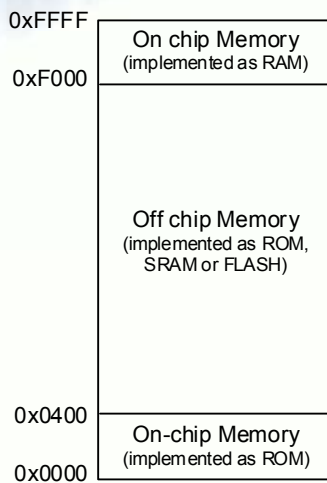 0xFFFF
On chip Memory
(implemented as RAM)
0xF000
Off chip Memory
(implemented as ROM,
SRAM or FLASH)
0x0400
On-chip Memory
(implemented as ROM)
0x0000